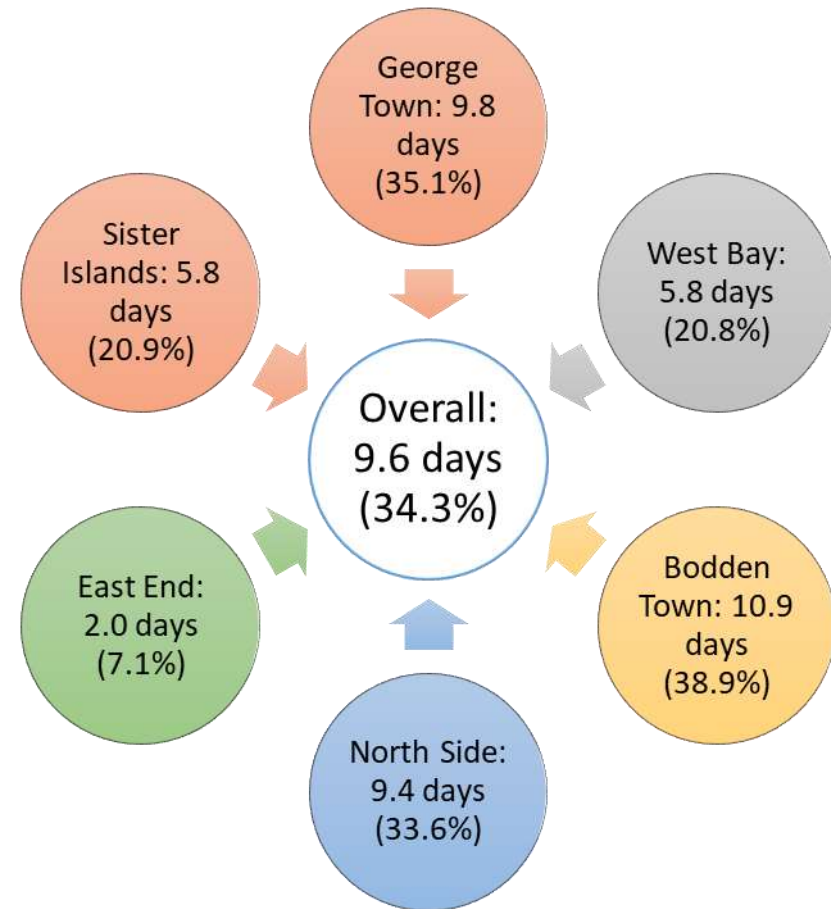 George
Town: 9.8
days
(35.1%)
Sister
Islands: 5.8
days
(20.9%)
West Bay:
5.8 days
(20.8%)
Overall:
9.6 days
(34.3%)
East End:
2.0 days
(7.1%)
Bodden
Town: 10.9
days
(38.9%)
North Side:
9.4 days
(33.6%)